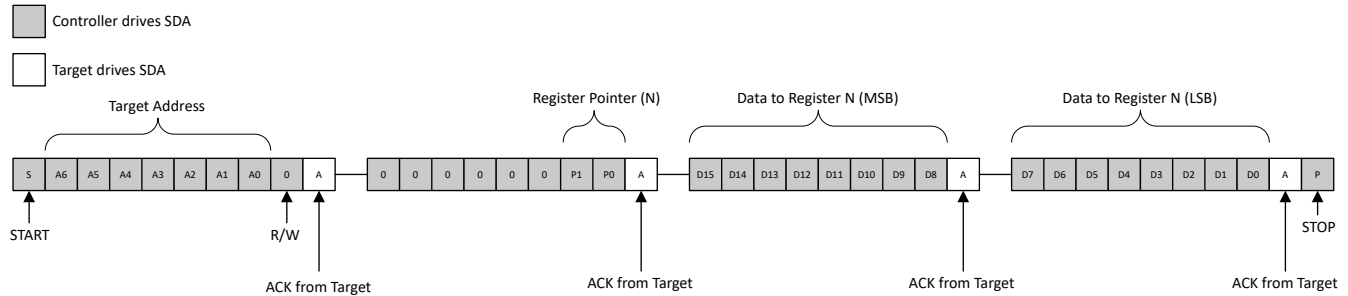 Controller drives SDA
Target drives SDA
Target Address
Register Pointer (N)
Data to Register N (MSB)
Data to Register N (LSB)
S A6 A5 A4 A3 A2 A1 A0 0 A 0 0 0 0 0 0 P1 P0 A D15 D14 D13 D12 D11 D10 D9 D8 A D7 D6 D5 D4 D3 D2 D1 D0 A P
START
R/W
STOP
ACK from Target
ACK from Target
ACK from Target
ACK from Target